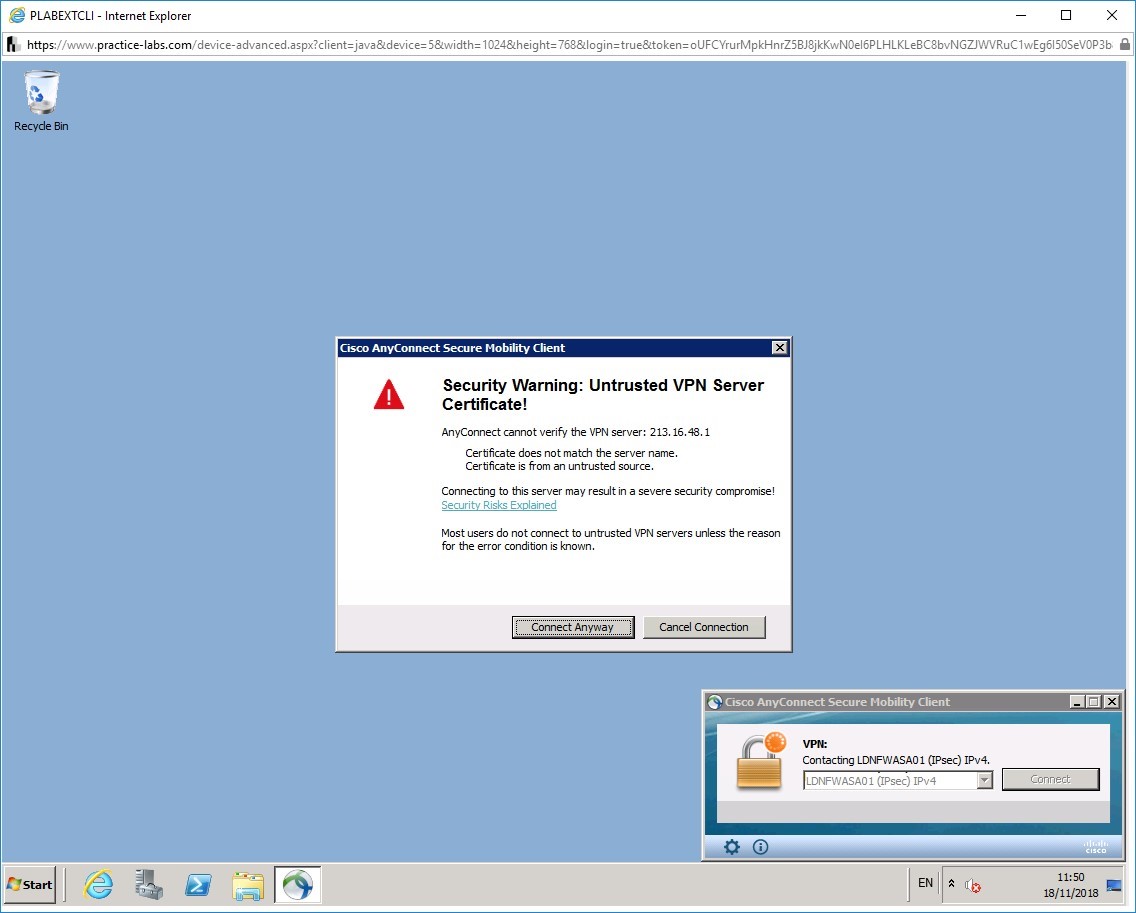 PLABEXTCLI - Internet Explorer
https://www.practice-labs.com/device-advanced.aspx?client=java&device=5&width=1024&height=768&login=true&token=oUFCYrurMpkHnrZ5BJ8jkKwN0eI6PLHLKLeBC8bvNGZJWVRuC1wEg6I50SeV0P3b
Recycle Bin
Cisco AnyConnect Secure Mobility Client
Security Warning: Untrusted VPN Server
Certificate!
AnyConnect cannot verify the VPN server: 213.16.48.1
Certificate does not match the server name.
Certificate is from an untrusted source.
Connecting to this server may result in a severe security compromise!
Security Risks Explained
Most users do not connect to untrusted VPN servers unless the reason
for the error condition is known.
Connect Anyway
Cancel Connection
Cisco AnyConnect Secure Mobility Client
VPN:
Contacting LDNFWASA01 (IPsec) IPv4.
LDNFWASA01 (IPsec) IPv4
Connect
CISCO
Start
EN
11:50
18/11/2018